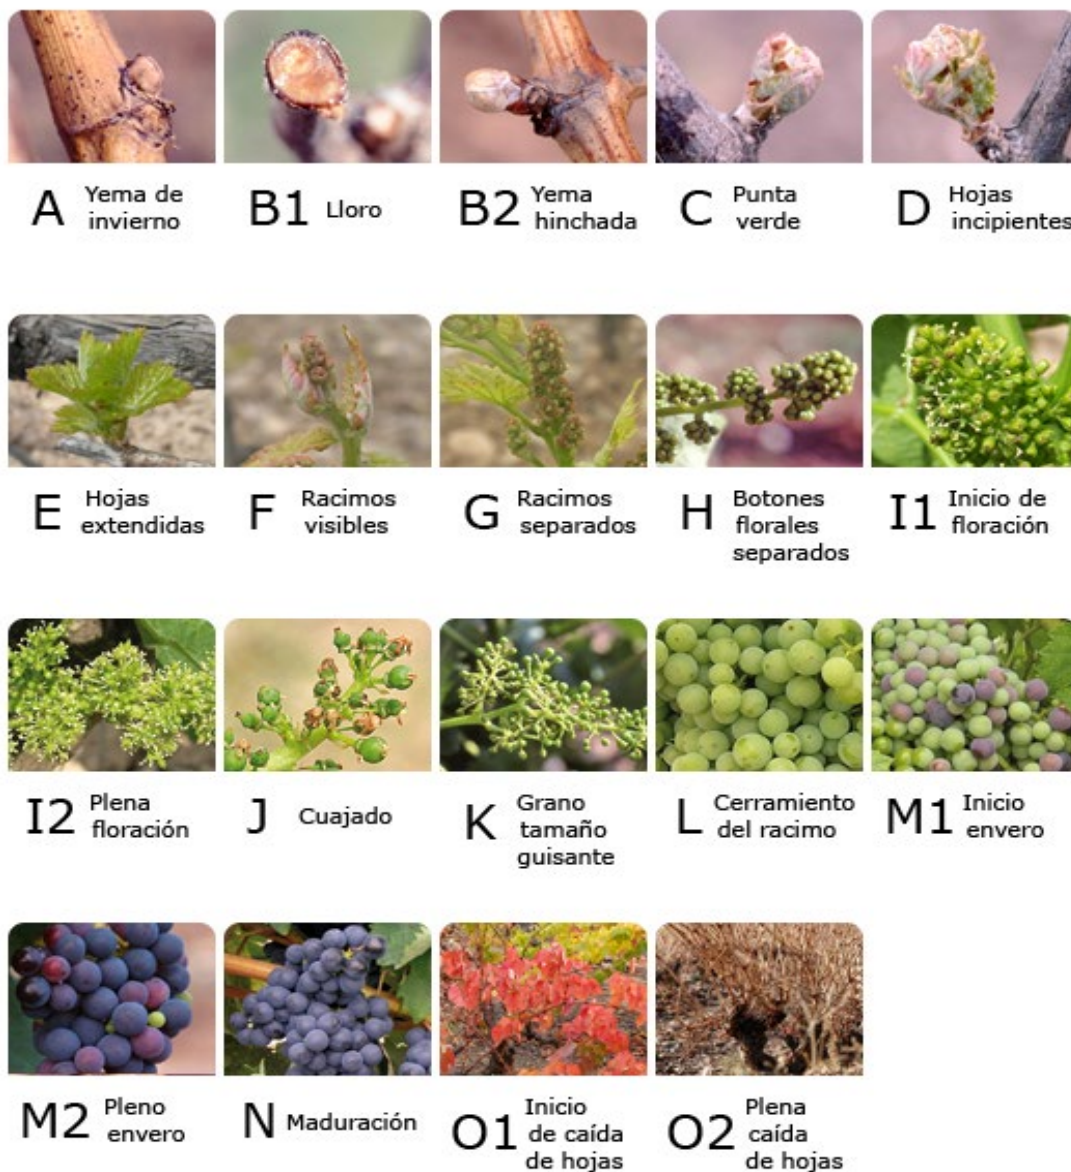 A Yema de
invierno
B1 Lloro
B2 Yema
hinchada
C Punta
verde
D Hojas
incipientes
E Hojas
extendidas
F Racimos
visibles
G Racimos
separados
H Botones
florales
separados
I1 Inicio de
floración
I2 Plena
floración
J Cuajado
K Grano
tamaño
guisante
L Cerramiento
del racimo
M1 Inicio
envero
M2 Pleno
envero
N Maduración
O1 Inicio
de caída
de hojas
O2 Plena
caída
de hojas